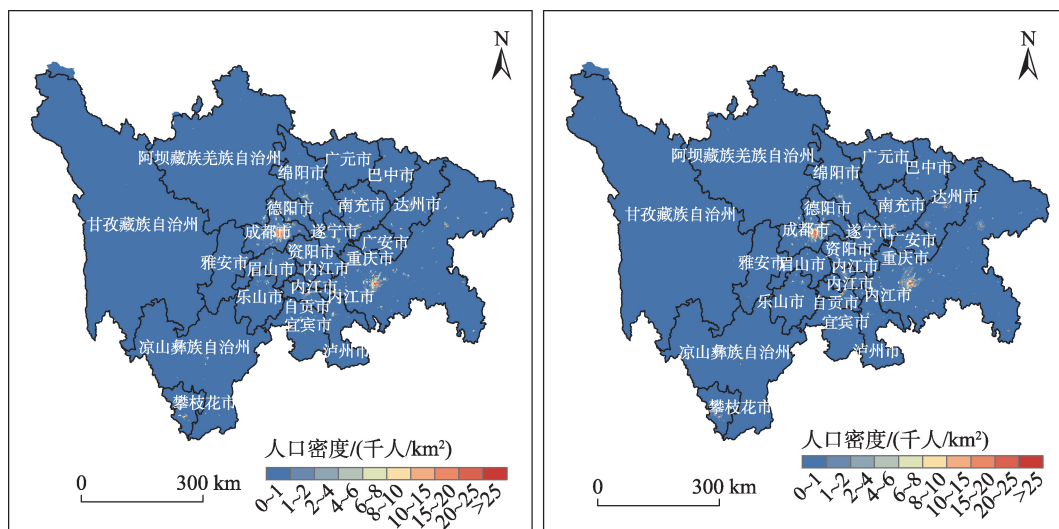 N
阿坝藏族羌族自治州
广元市
绵阳市
巴中市
甘孜藏族自治州
德阳市
南充市
达州市
成都市
遂宁市
广安市
资阳市
重庆市
雅安市
眉山市
内江市
内江市
乐山市
内江市
自贡市
宜宾市
凉山彝族自治州
泸州市
攀枝花市
人口密度/(千人/km²)
0 300 km
0~1
1~2
2~4
4~6
6~8
8~10
10~15
15~20
20~25
>25
N
阿坝藏族羌族自治州
广元市
绵阳市
巴中市
甘孜藏族自治州
德阳市
南充市
达州市
成都市
遂宁市
广安市
资阳市
重庆市
雅安市
眉山市
内江市
内江市
乐山市
内江市
自贡市
宜宾市
凉山彝族自治州
泸州市
攀枝花市
人口密度/(千人/km²)
0 300 km
0~1
1~2
2~4
4~6
6~8
8~10
10~15
15~20
20~25
>25